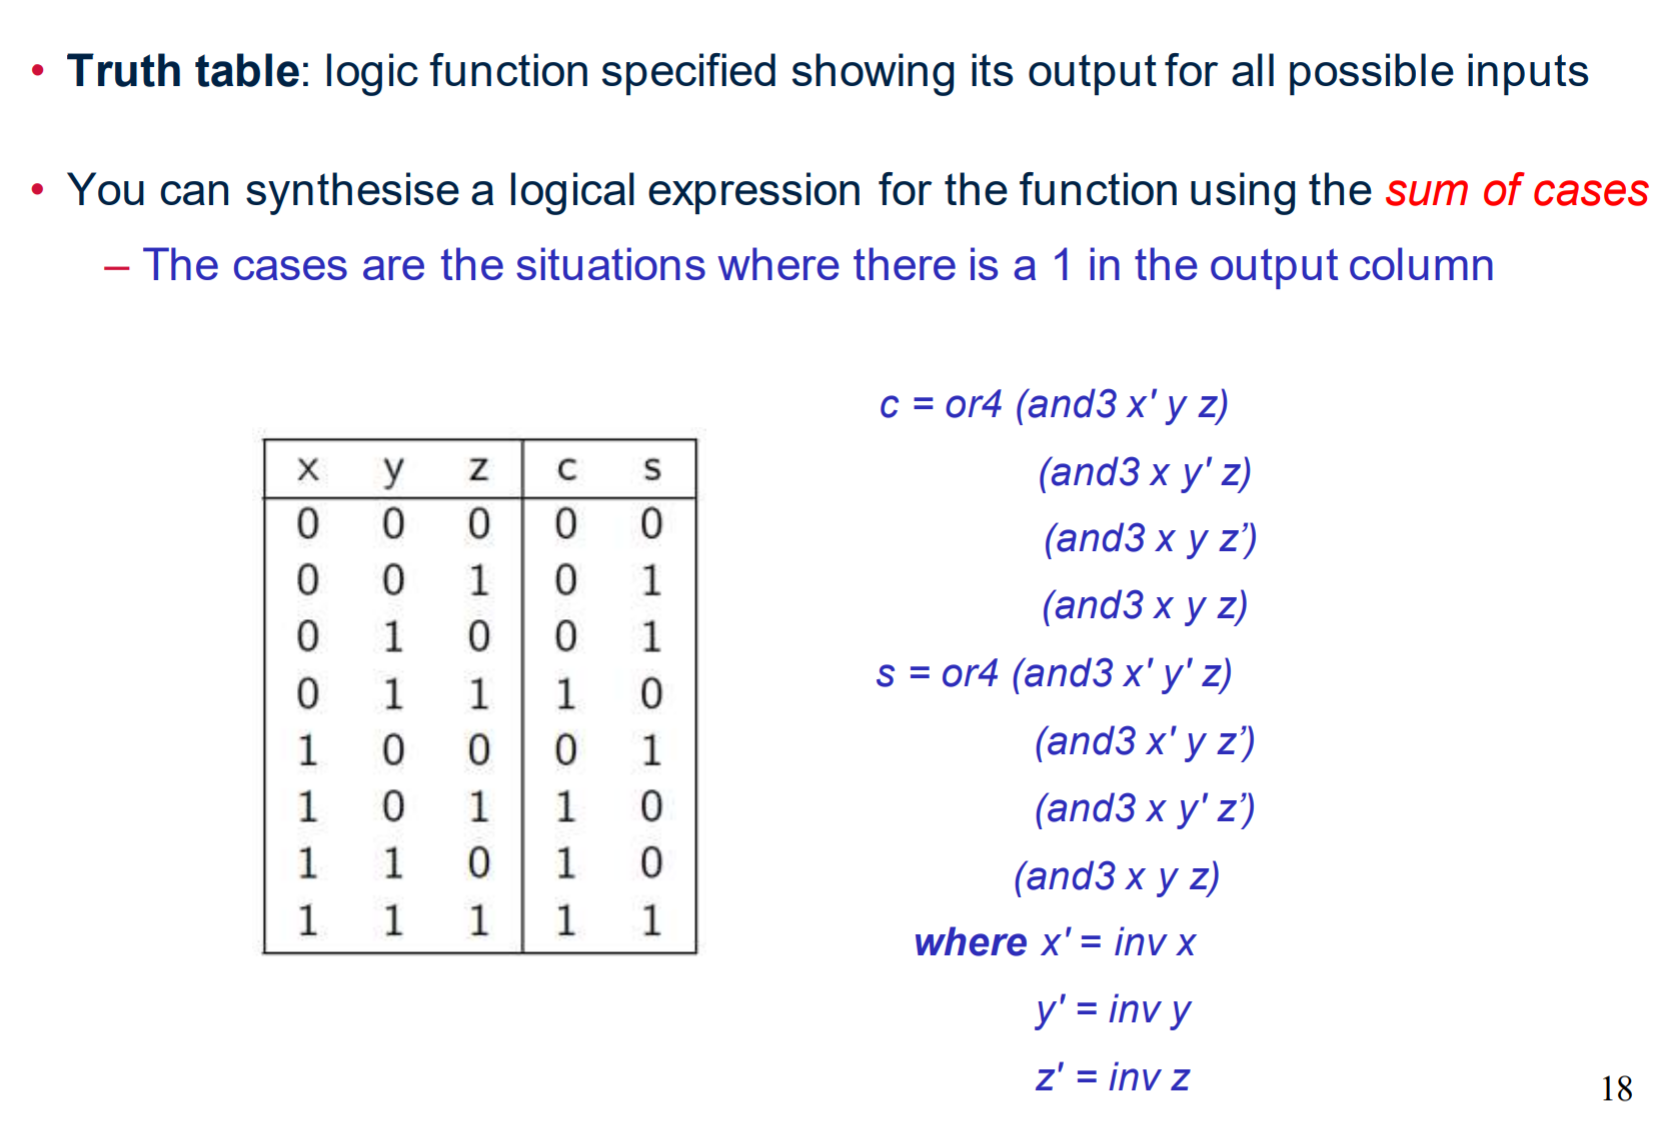 • Truth table: logic function specified showing its output for all possible inputs
• You can synthesise a logical expression for the function using the sum of cases
– The cases are the situations where there is a 1 in the output column
x y z c s
0 0 0 0 0
0 0 1 0 1
0 1 0 0 1
0 1 1 1 0
1 0 0 0 1
1 0 1 1 0
1 1 0 1 0
1 1 1 1 1
c = or4 (and3 x' y z)
(and3 x y' z)
(and3 x y z’)
(and3 x y z)
s = or4 (and3 x' y' z)
(and3 x' y z’)
(and3 x y' z’)
(and3 x y z)
where x' = inv x
y' = inv y
z' = inv z
18